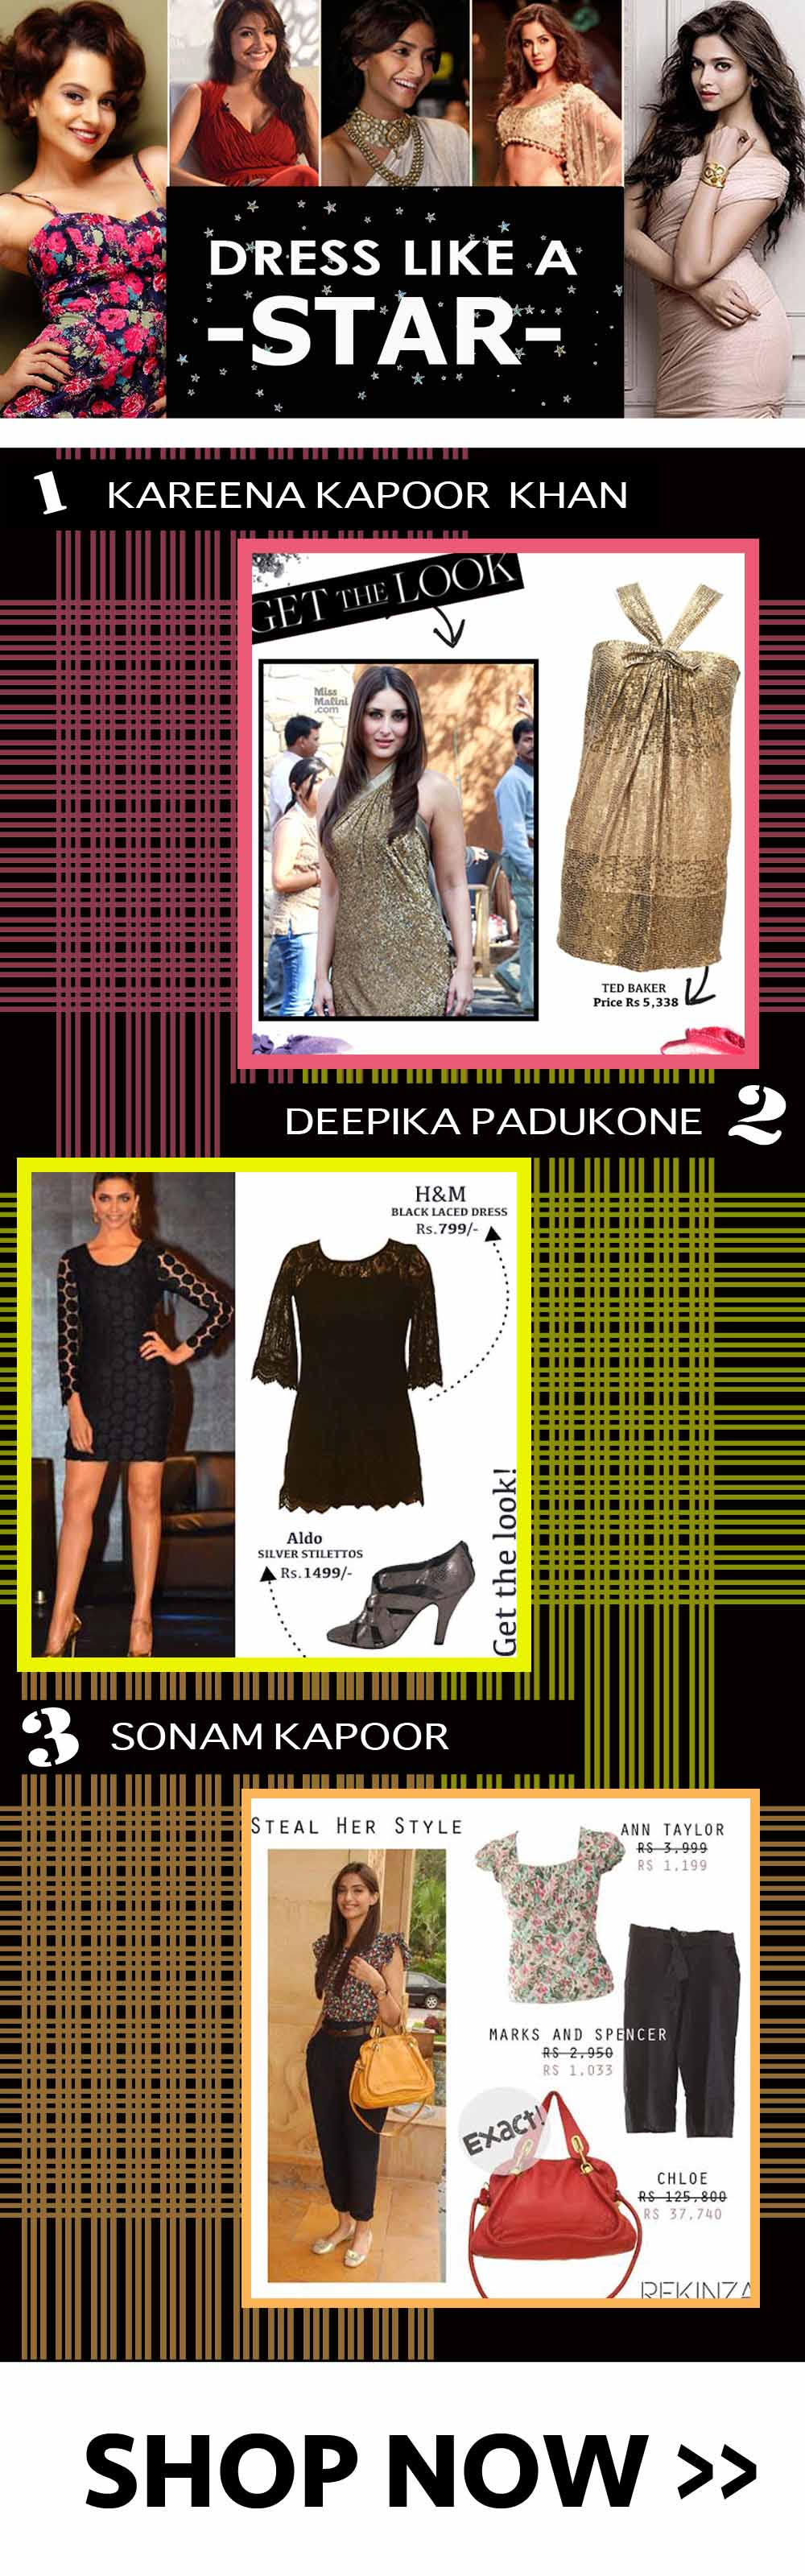 DRESS LIKE A
-STAR-
1 KAREENA KAPOOR KHAN
GET THE LOOK
Miss
Malini
.com
TED BAKER
Price Rs 5,338
DEEPIKA PADUKONE 2
H&M
BLACK LACED DRESS
Rs.799/-
Aldo
SILVER STILETTOS
Rs.1499/-
Get the look!
3 SONAM KAPOOR
STEAL HER STYLE
ANN TAYLOR
RS 3,999
RS 1,199
MARKS AND SPENCER
RS 2,950
RS 1,033
Exact!
CHLOE
RS 125,800
RS 37,740
REKINZA
SHOP NOW >>